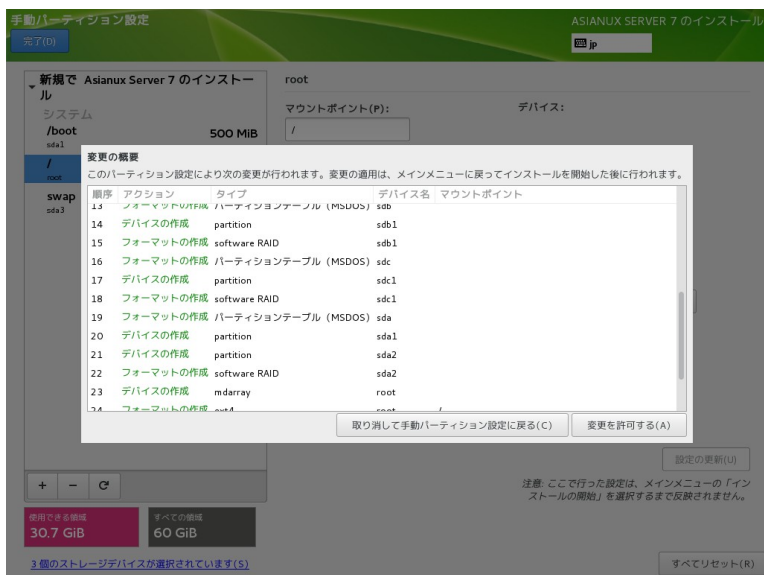 手動パーティション設定
ASIANUX SERVER 7 のインストール
完了(D)
jp
新規で Asianux Server 7 のインストー
ル
システム
/boot
500 MiB
sda1
/
root
swap
sda3
root
マウントポイント(P):
デバイス:
/
変更の概要
このパーティション設定により次の変更が行われます。変更の適用は、メインメニューに戻ってインストールを開始した後に行われます。
順序 アクション タイプ デバイス名 マウントポイント
13 フォーマットの作成 パーティションテーブル (MSDOS) sdb
14 デバイスの作成 partition sdb1
15 フォーマットの作成 software RAID sdb1
16 フォーマットの作成 パーティションテーブル (MSDOS) sdc
17 デバイスの作成 partition sdc1
18 フォーマットの作成 software RAID sdc1
19 フォーマットの作成 パーティションテーブル (MSDOS) sda
20 デバイスの作成 partition sda1
21 デバイスの作成 partition sda2
22 フォーマットの作成 software RAID sda2
23 デバイスの作成 mdarray root
24 フォーマットの作成 ext4 root /
取り消して手動パーティション設定に戻る(C)
変更を許可する(A)
設定の更新(U)
注意: ここで行った設定は、メインメニューの「イン
ストールの開始」を選択するまで反映されません。
使用できる領域
30.7 GiB
すべての領域
60 GiB
3 個のストレージデバイスが選択されています(S)
すべてリセット(R)